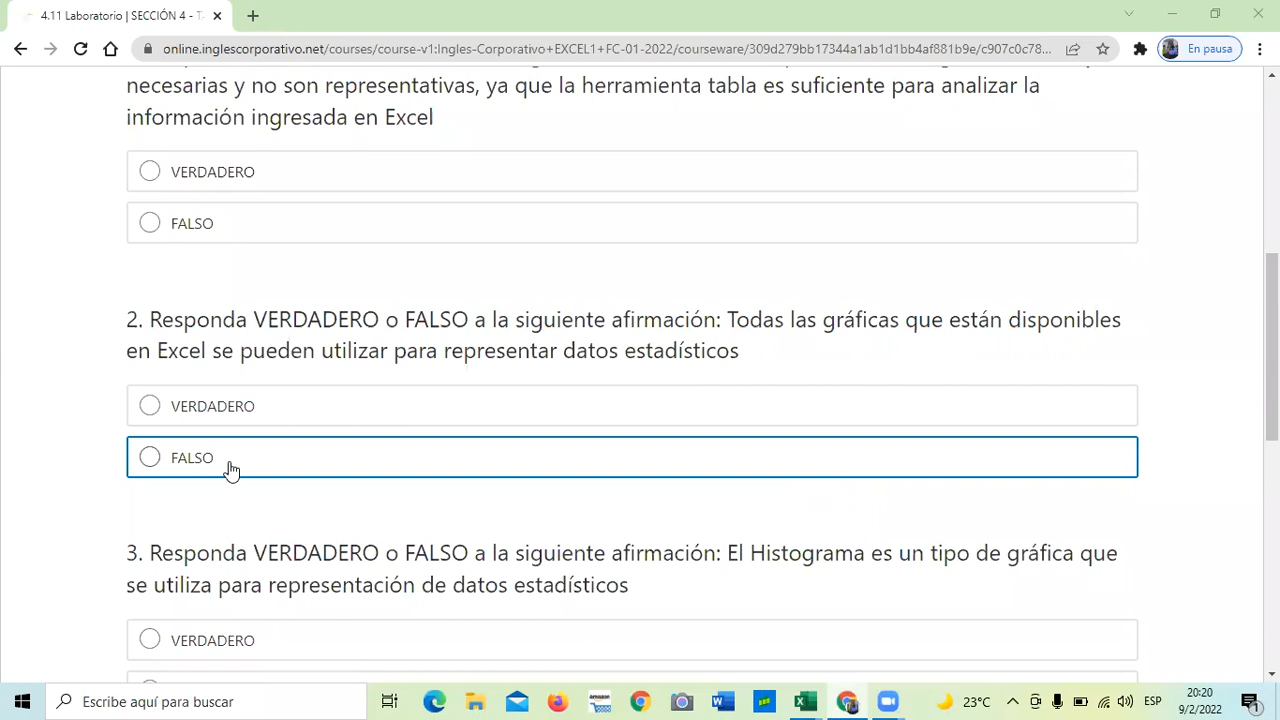 4.11 Laboratorio | SECCIÓN 4 - T
online.inglescorporativo.net/courses/course-v1:Ingles-Corporativo+EXCEL1+FC-01-2022/courseware/309d279bb17344a1ab1d1bb4af881b9e/c907c0c78...
En pausa
necesarias y no son representativas, ya que la herramienta tabla es suficiente para analizar la
información ingresada en Excel
VERDADERO
FALSO
2. Responda VERDADERO o FALSO a la siguiente afirmación: Todas las gráficas que están disponibles
en Excel se pueden utilizar para representar datos estadísticos
VERDADERO
FALSO
3. Responda VERDADERO o FALSO a la siguiente afirmación: El Histograma es un tipo de gráfica que
se utiliza para representación de datos estadísticos
VERDADERO
Escribe aquí para buscar
amazon
23°C
ESP
20:20
9/2/2022
1